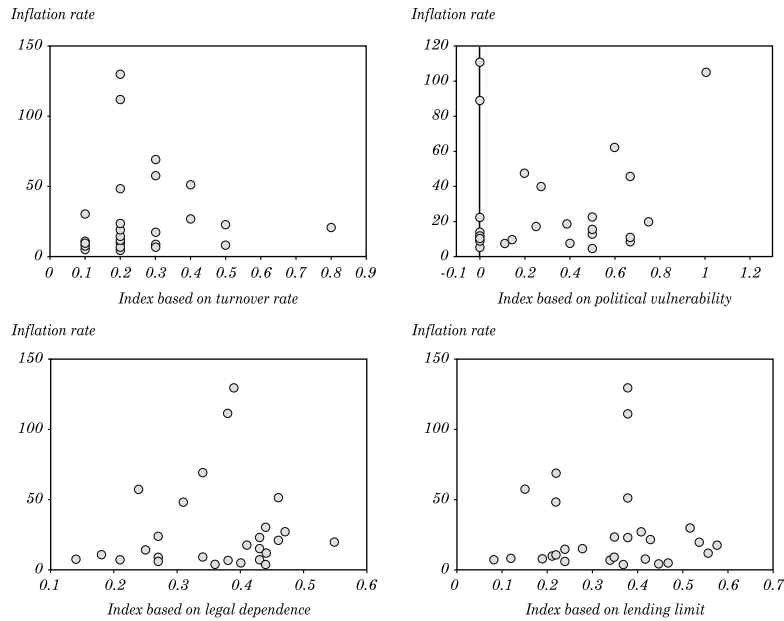 Inflation rate
150
100
50
0
0 0.1 0.2 0.3 0.4 0.5 0.6 0.7 0.8 0.9
Index based on turnover rate
Inflation rate
120
100
80
60
40
20
0
-0.1 0 0.2 0.4 0.6 0.8 1 1.2
Index based on political vulnerability
Inflation rate
150
100
50
0
0.1 0.2 0.3 0.4 0.5 0.6
Index based on legal dependence
Inflation rate
150
100
50
0
0 0.1 0.2 0.3 0.4 0.5 0.6 0.7
Index based on lending limit